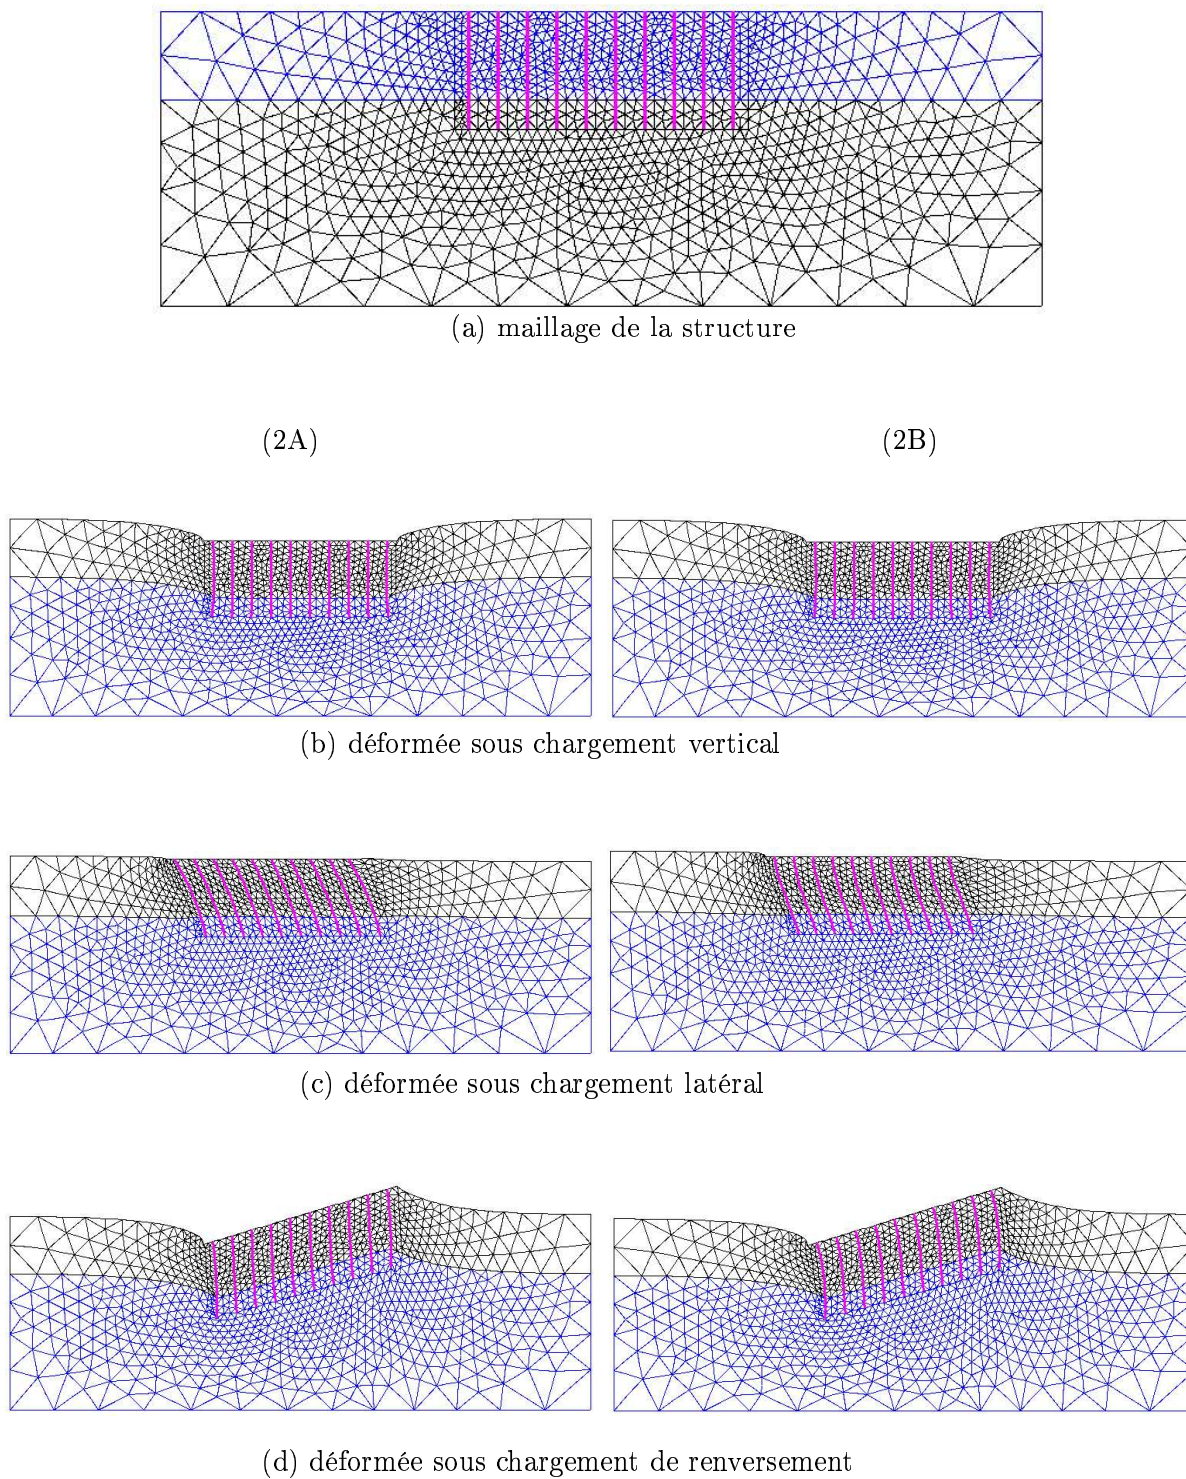 (a) maillage de la structure
(2A)
(2B)
(b) déformée sous chargement vertical
(c) déformée sous chargement latéral
(d) déformée sous chargement de renversement